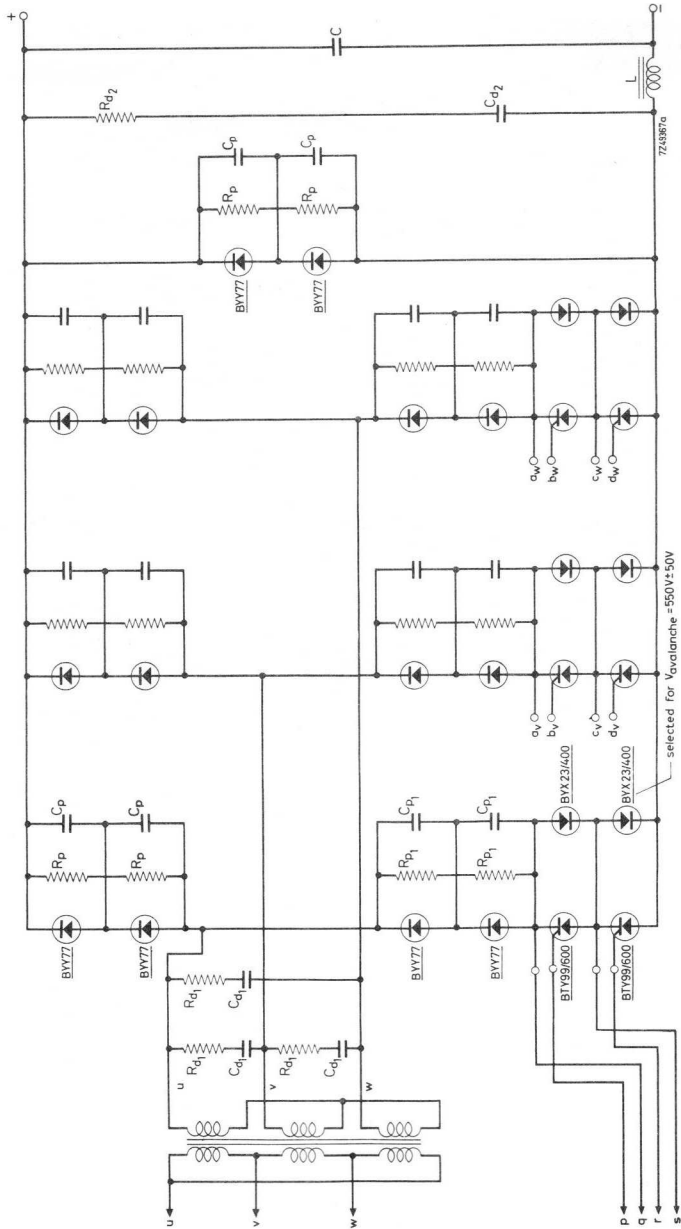 +
−
C
L
Rd2
Cd2
7Z49367a
Cp
Cp
Rp
Rp
BYY77
BYY77
aw
bw
cw
dw
av
bv
cv
dv
selected for Vavalanche = 550V±50V
Cp
Cp
Rp
Rp
BYY77
BYY77
Cp1
Cp1
Rp1
Rp1
BYY77
BYY77
BYX23/400
BYX23/400
BTY99/600
BTY99/600
Rd1
Cd1
Rd1
Cd1
Rd1
Cd1
u
v
w
u
v
w
p
q
r
s